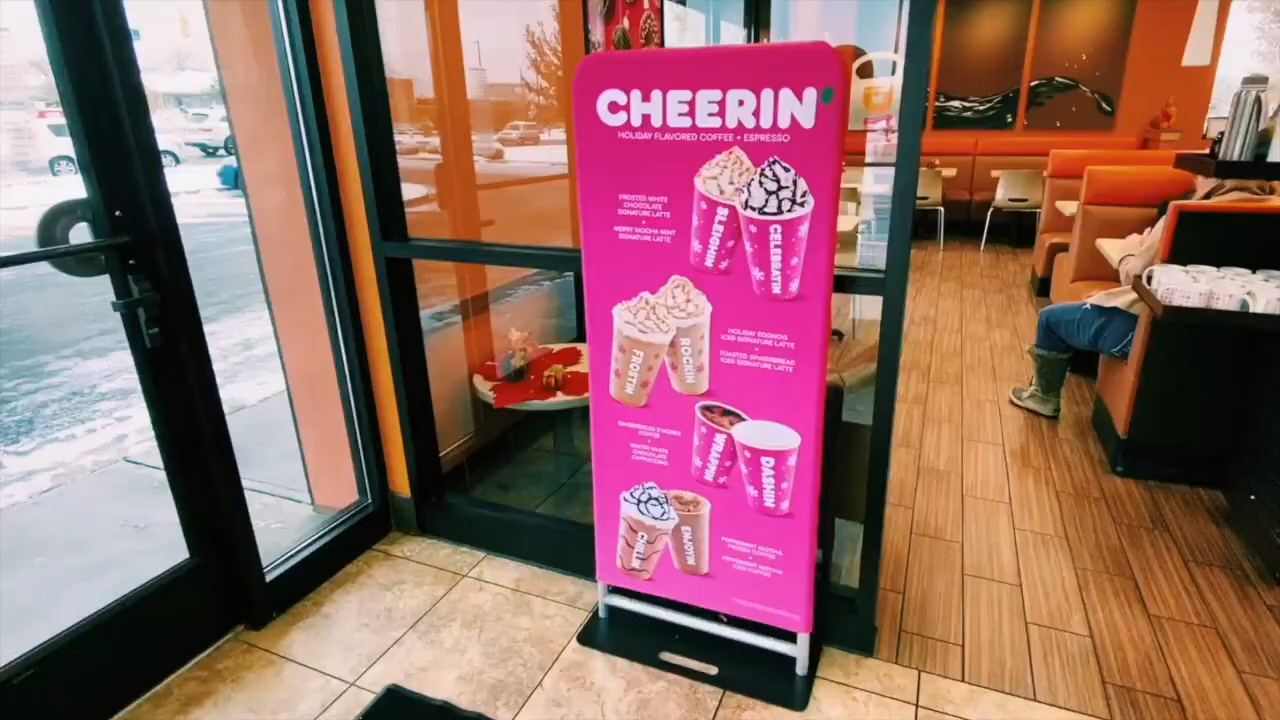 CHEERIN'
HOLIDAY FLAVORED COFFEE + ESPRESSO
FROSTED WHITE
CHOCOLATE
SIGNATURE LATTE
+
MERRY MOCHA MINT
SIGNATURE LATTE
SLEIGHIN
CELEBRATIN
FROSTIN
ROCKIN
HOLIDAY EGGNOG
ICED SIGNATURE LATTE
+
TOASTED GINGERBREAD
ICED SIGNATURE LATTE
GINGERBREAD S'MORES
COFFEE
+
WINTER WHITE
CHOCOLATE
CAPPUCCINO
WRAPPIN
DASHIN
CHILLIN
ENJOYIN
PEPPERMINT MOCHA
FROZEN COFFEE
+
PEPPERMINT MOCHA
ICED COFFEE